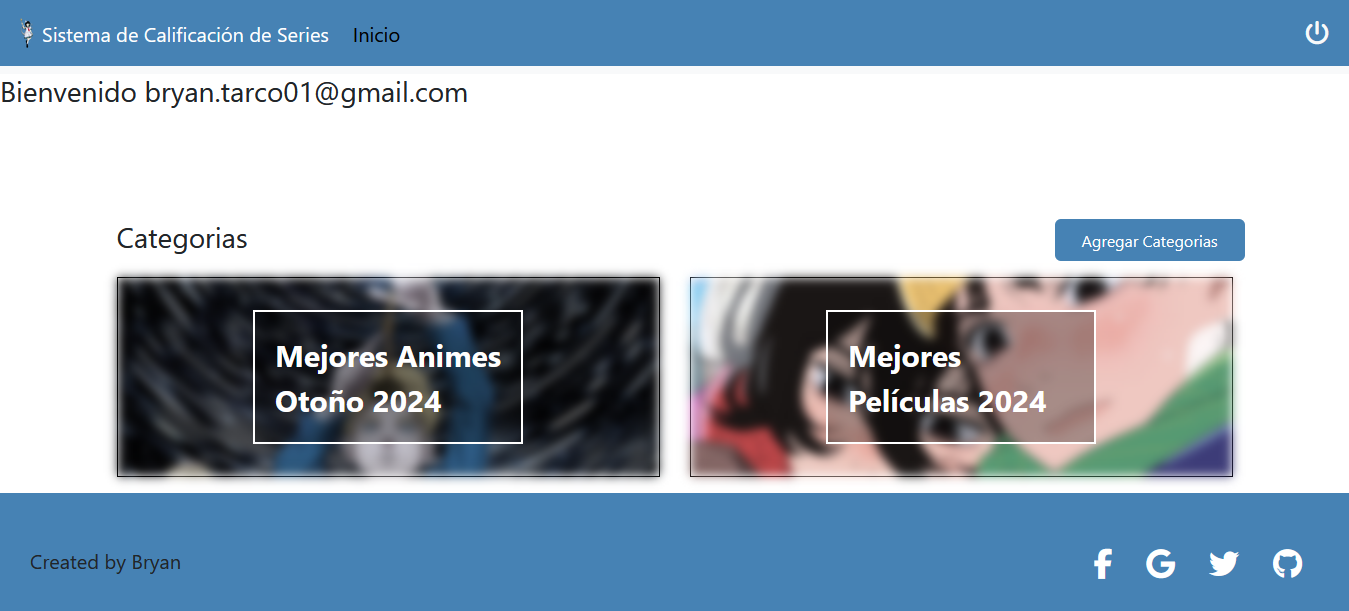 Sistema de Calificación de Series Inicio
Bienvenido bryan.tarco01@gmail.com
Categorias
Agregar Categorias
Mejores Animes
Otoño 2024
Mejores
Películas 2024
Created by Bryan